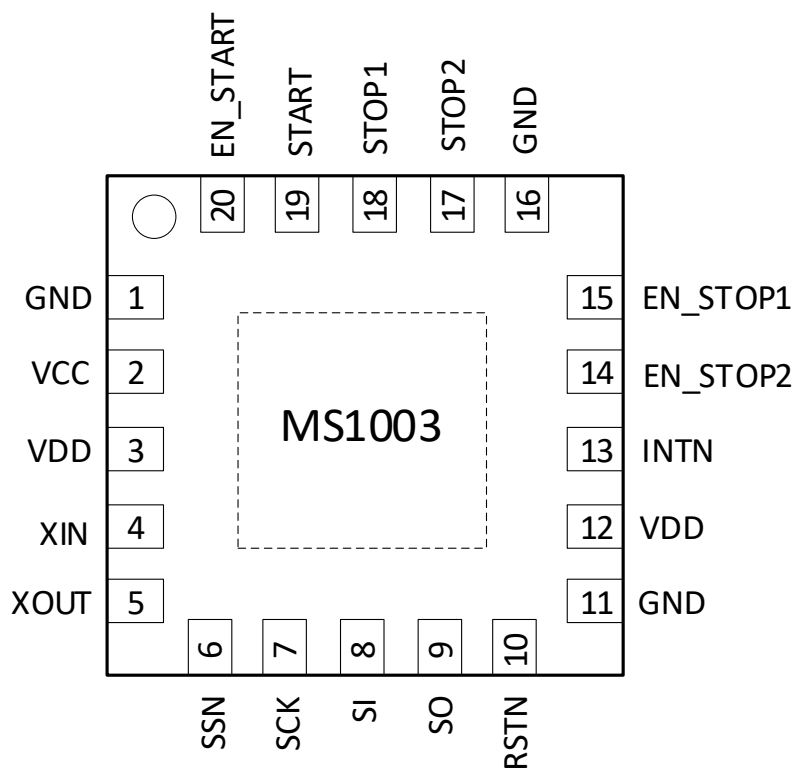 EN_START
START
STOP1
STOP2
GND
20
19
18
17
16
GND 1
15 EN_STOP1
VCC 2
14 EN_STOP2
MS1003
VDD 3
13 INTN
XIN 4
12 VDD
XOUT 5
11 GND
6
7
8
9
10
SSN
SCK
SI
SO
RSTN